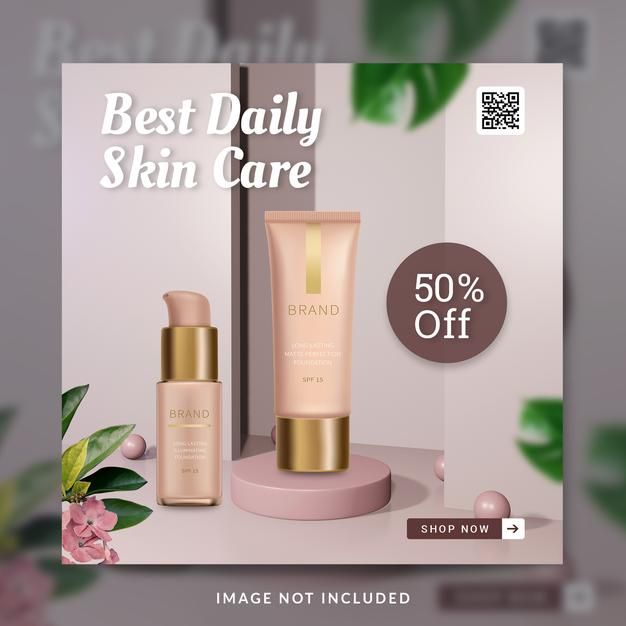 Best Daily
Skin Care
50%
Off
BRAND
LONG LASTING
MATTE PERFECTION
FOUNDATION
SPF 15
BRAND
LONG LASTING
ILLUMINATING
FOUNDATION
SPF 15
SHOP NOW
IMAGE NOT INCLUDED